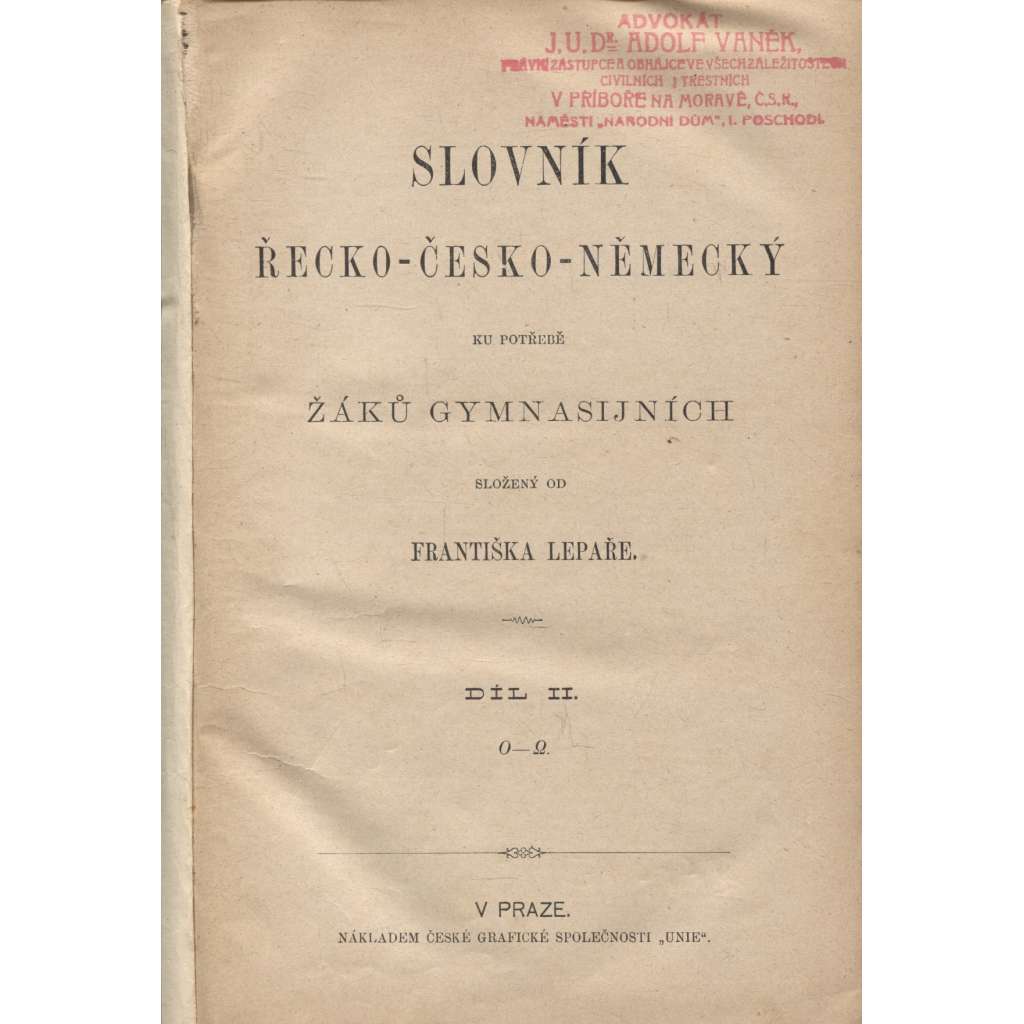 ADVOKÁT
J.U.DR. ADOLF VANĚK,
PRÁVNÍ ZÁSTUPCE A OBHÁJCE VE VŠECH ZÁLEŽITOSTECH
CIVILNÍCH I TRESTNÍCH
V PŘÍBOŘE NA MORAVĚ, Č.S.R.,
NÁMĚSTÍ „NÁRODNÍ DŮM“, I. POSCHODÍ.
SLOVNÍK
ŘECKO-ČESKO-NĚMECKÝ
KU POTŘEBĚ
ŽÁKŮ GYMNASIJNÍCH
SLOŽENÝ OD
FRANTIŠKA LEPAŘE.
DÍL II.
Ο—Ω.
V PRAZE.
NÁKLADEM ČESKÉ GRAFICKÉ SPOLEČNOSTI „UNIE“.